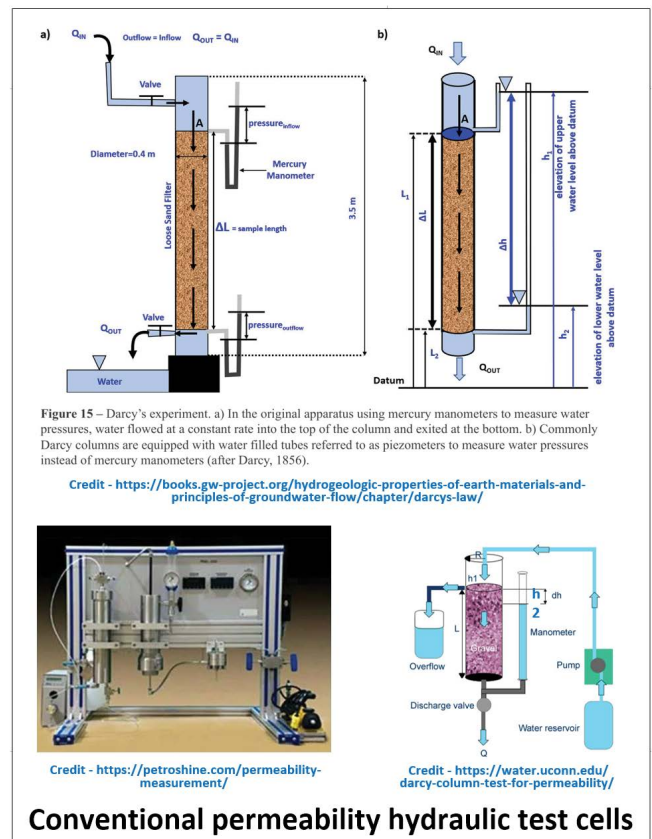 a)
Q_IN
Outflow = Inflow Q_OUT = Q_IN
Valve
A
pressure_inflow
Diameter=0.4 m
Mercury
Manometer
Loose Sand Filter
ΔL = sample length
3.5 m
Valve
Q_OUT
pressure_outflow
Water
b)
Q_IN
A
L₁
ΔL
Δh
h₁
elevation of upper
water level above datum
h₂
elevation of lower water level
above datum
L₂
Q_OUT
Datum
Figure 15 – Darcy’s experiment. a) In the original apparatus using mercury manometers to measure water
pressures, water flowed at a constant rate into the top of the column and exited at the bottom. b) Commonly
Darcy columns are equipped with water filled tubes referred to as piezometers to measure water pressures
instead of mercury manometers (after Darcy, 1856).
Credit - https://books.gw-project.org/hydrogeologic-properties-of-earth-materials-and-
principles-of-groundwater-flow/chapter/darcys-law/
R
h1
h
dh
2
L
Gravel
Manometer
Overflow
Pump
Discharge valve
Water reservoir
Q
Credit - https://petroshine.com/permeability-
measurement/
Credit - https://water.uconn.edu/
darcy-column-test-for-permeability/
Conventional permeability hydraulic test cells